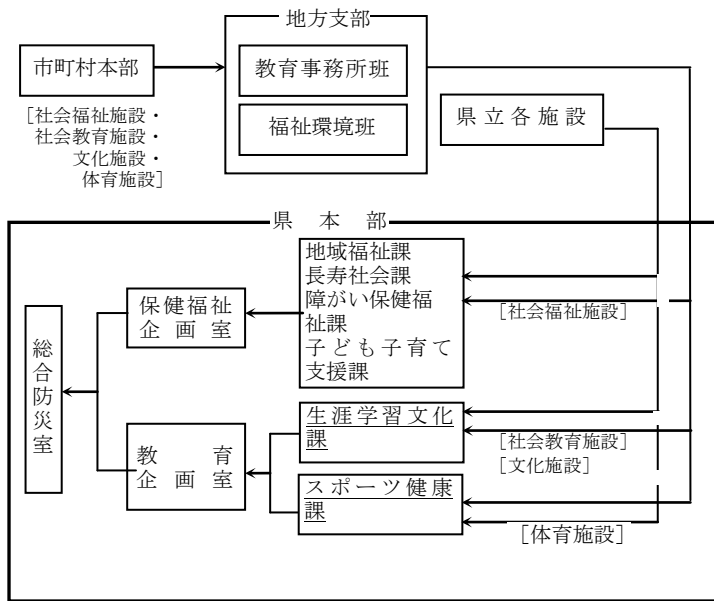 地方支部
市町村本部
教育事務所班
福祉環境班
県立各施設
[社会福祉施設・
社会教育施設・
文化施設・
体育施設]
県本部
地域福祉課
長寿社会課
障がい保健福
祉課
子ども子育て
支援課
[社会福祉施設]
保健福祉
企画室
総合防災室
生涯学習文化
課
[社会教育施設]
[文化施設]
教育
企画室
スポーツ健康
課
[体育施設]